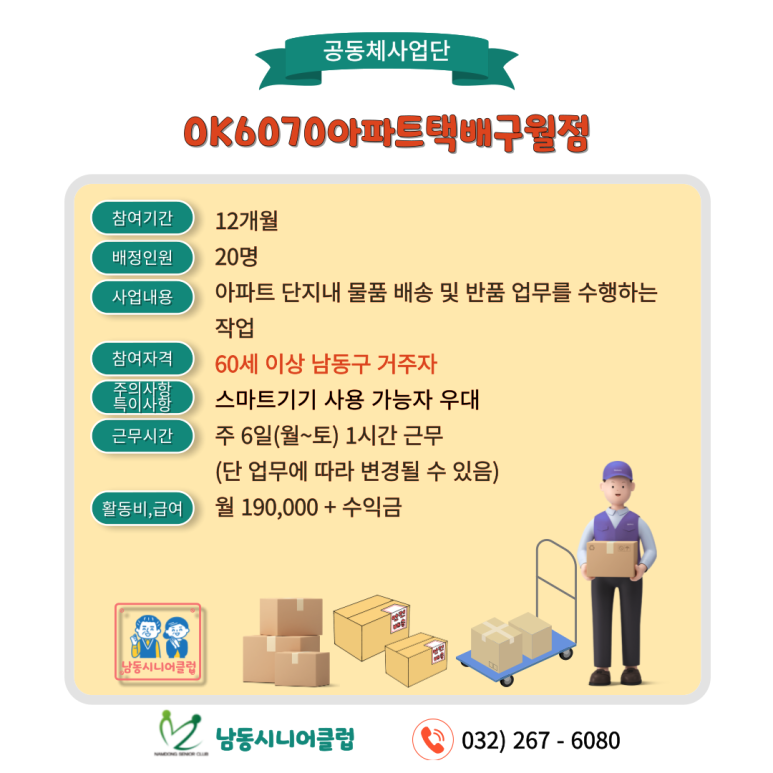 공동체사업단
OK6070아파트택배구월점
참여기간
12개월
배정인원
20명
사업내용
아파트 단지내 물품 배송 및 반품 업무를 수행하는
작업
참여자격
60세 이상 남동구 거주자
주의사항
특이사항
스마트기기 사용 가능자 우대
근무시간
주 6일(월~토) 1시간 근무
(단 업무에 따라 변경될 수 있음)
활동비,급여
월 190,000 + 수익금
남동시니어클럽
NAMDONG SENIOR CLUB
남동시니어클럽
032) 267 - 6080